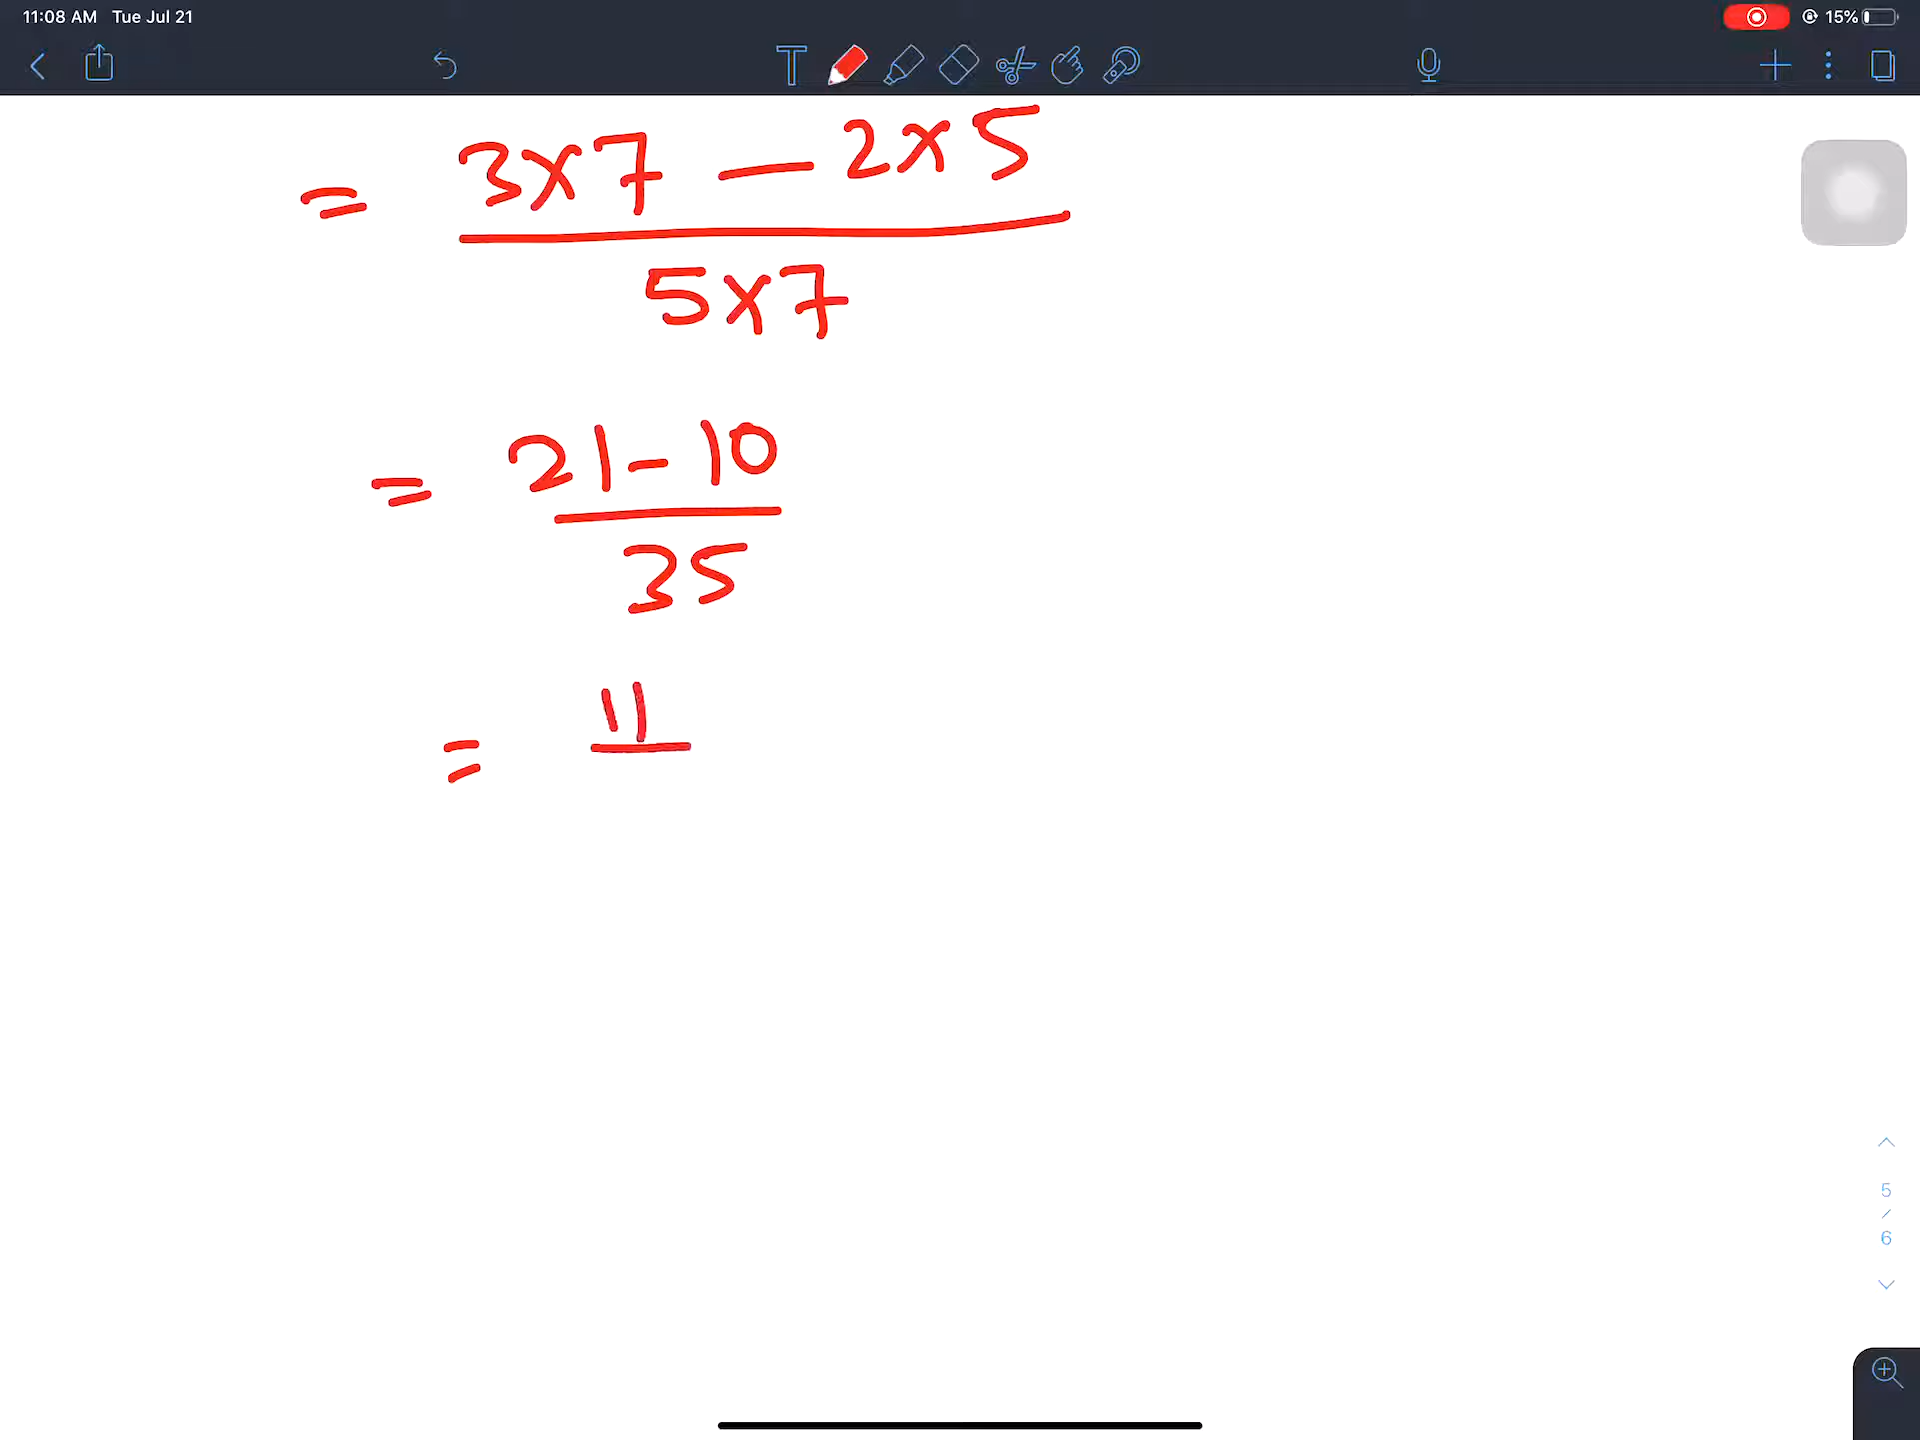 11:08 AM Tue Jul 21 15%
T
= 3x7 — 2x5
5x7
= 21 - 10
35
= 11
5
/
6